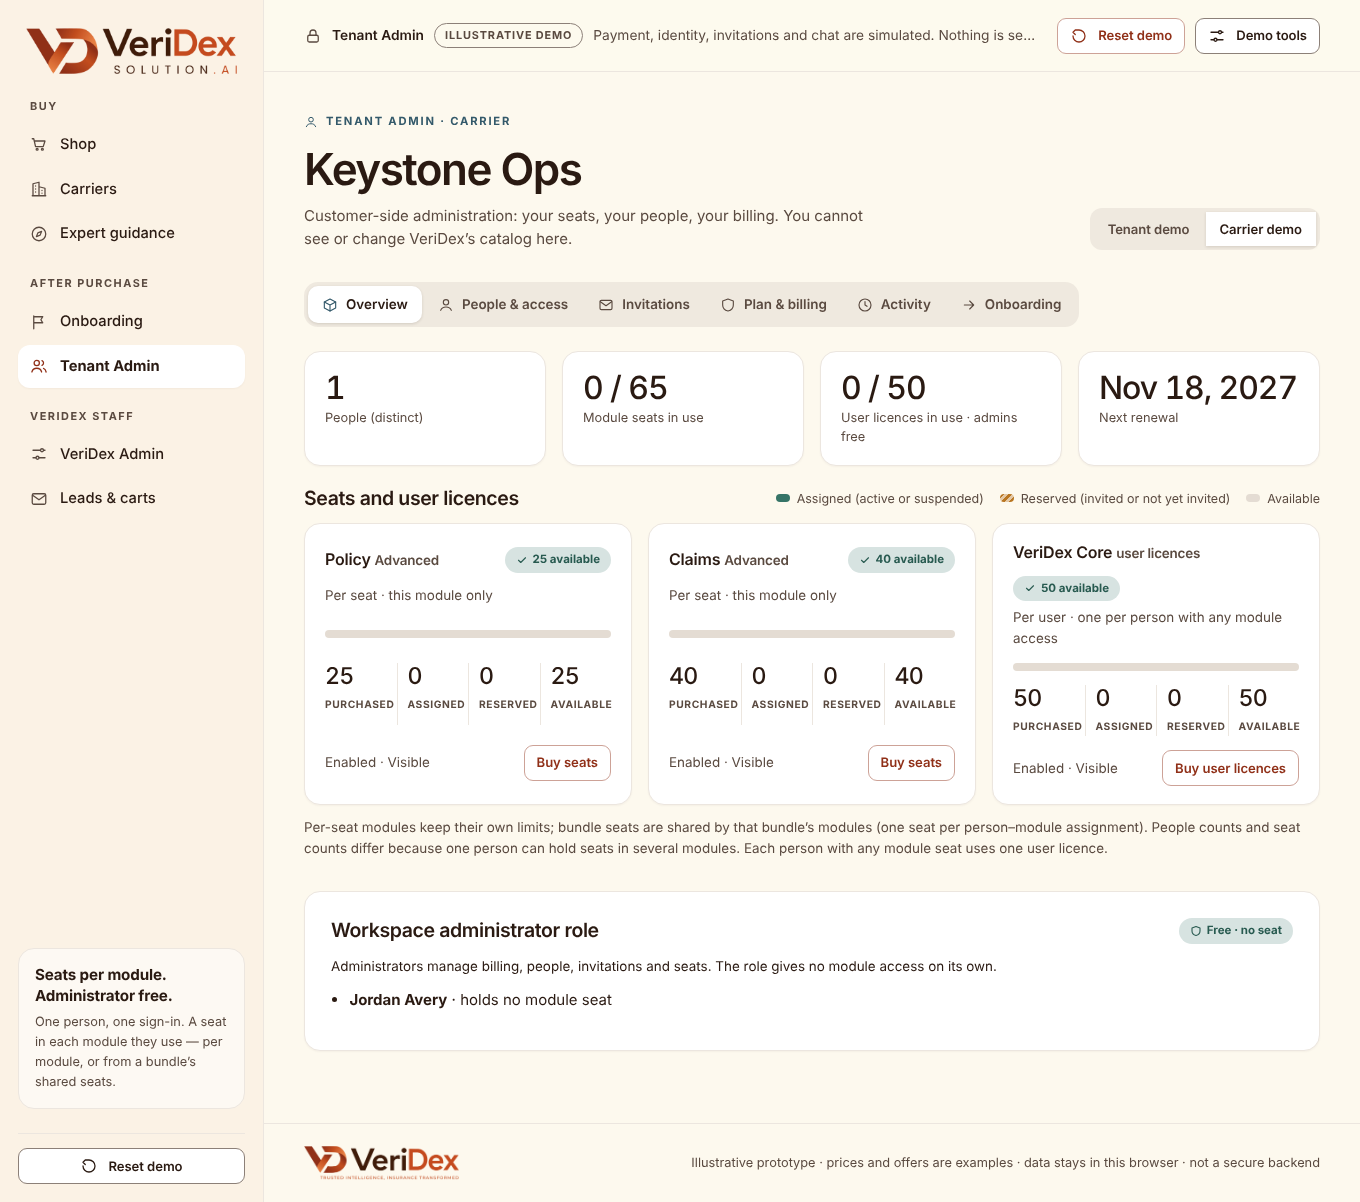 VeriDex
SOLUTION.AI
BUY
Shop
Carriers
Expert guidance
AFTER PURCHASE
Onboarding
Tenant Admin
VERIDEX STAFF
VeriDex Admin
Leads & carts
Seats per module.
Administrator free.
One person, one sign-in. A seat
in each module they use — per
module, or from a bundle’s
shared seats.
Reset demo
Tenant Admin
ILLUSTRATIVE DEMO
Payment, identity, invitations and chat are simulated. Nothing is se...
Reset demo
Demo tools
TENANT ADMIN · CARRIER
Keystone Ops
Customer-side administration: your seats, your people, your billing. You cannot
see or change VeriDex’s catalog here.
Tenant demo
Carrier demo
Overview
People & access
Invitations
Plan & billing
Activity
Onboarding
1
People (distinct)
0 / 65
Module seats in use
0 / 50
User licences in use · admins
free
Nov 18, 2027
Next renewal
Seats and user licences
Assigned (active or suspended)
Reserved (invited or not yet invited)
Available
Policy Advanced
25 available
Per seat · this module only
25 0 0 25
PURCHASED ASSIGNED RESERVED AVAILABLE
Enabled · Visible
Buy seats
Claims Advanced
40 available
Per seat · this module only
40 0 0 40
PURCHASED ASSIGNED RESERVED AVAILABLE
Enabled · Visible
Buy seats
VeriDex Core user licences
50 available
Per user · one per person with any module
access
50 0 0 50
PURCHASED ASSIGNED RESERVED AVAILABLE
Enabled · Visible
Buy user licences
Per-seat modules keep their own limits; bundle seats are shared by that bundle’s modules (one seat per person–module assignment). People counts and seat
counts differ because one person can hold seats in several modules. Each person with any module seat uses one user licence.
Workspace administrator role
Free · no seat
Administrators manage billing, people, invitations and seats. The role gives no module access on its own.
• Jordan Avery · holds no module seat
VeriDex
TRUSTED INTELLIGENCE, INSURANCE TRANSFORMED
Illustrative prototype · prices and offers are examples · data stays in this browser · not a secure backend